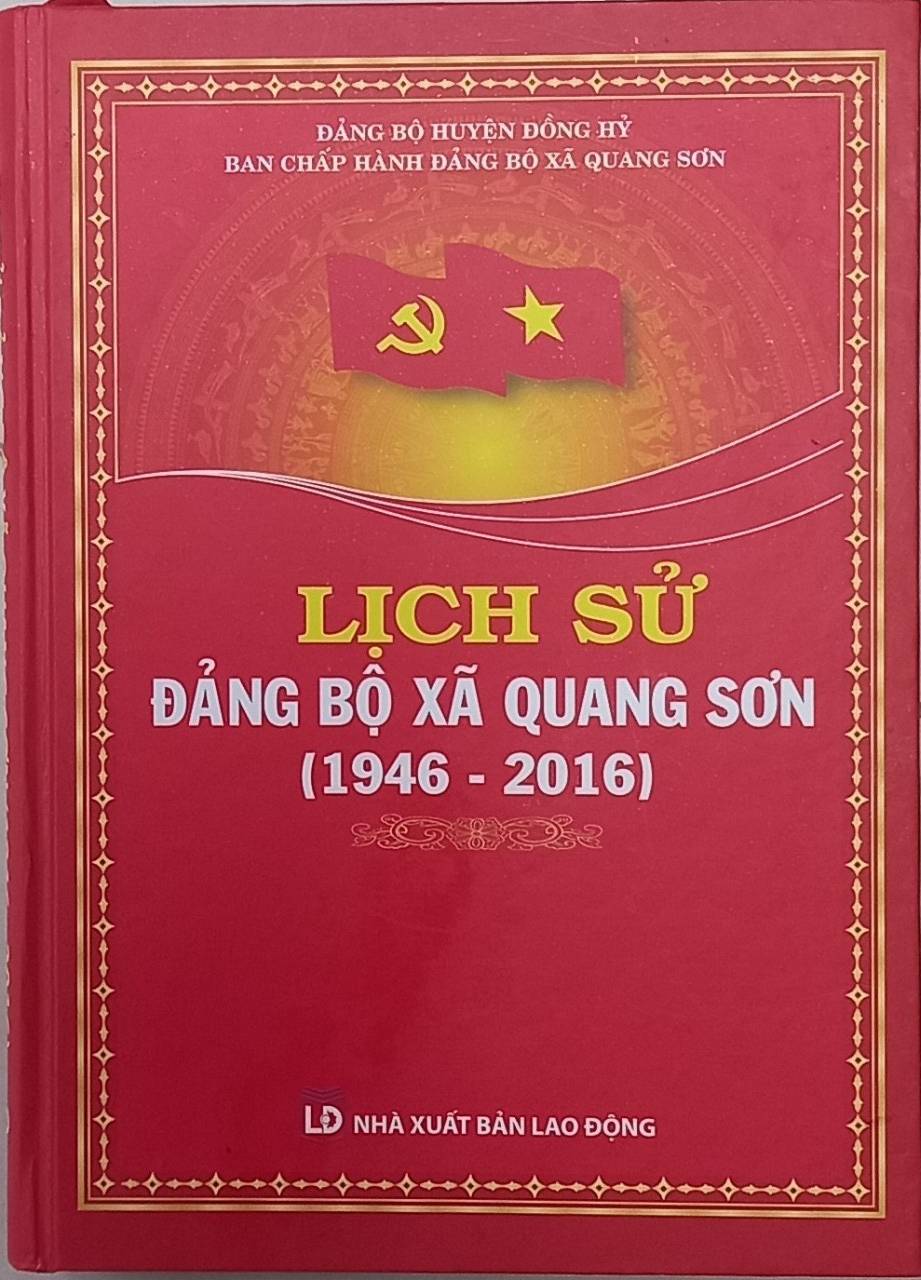 ĐẢNG BỘ HUYỆN ĐỒNG HỶ
BAN CHẤP HÀNH ĐẢNG BỘ XÃ QUANG SƠN
LỊCH SỬ
ĐẢNG BỘ XÃ QUANG SƠN
(1946 - 2016)
LĐ NHÀ XUẤT BẢN LAO ĐỘNG